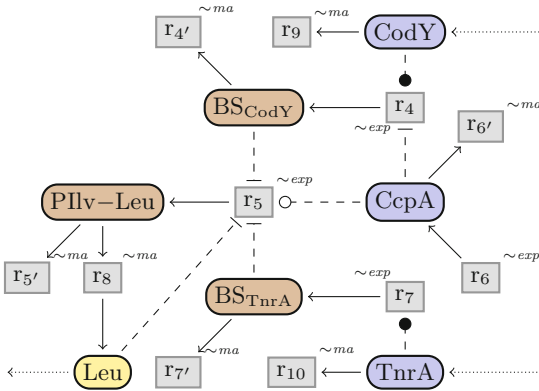 r4′ ~ma r9 ~ma CodY
BSCodY r4 ~exp r6′ ~ma
PIlv−Leu r5 ~exp CcpA
r5′ ~ma r8 ~ma BSTnrA r7 ~exp r6 ~exp
Leu r7′ ~ma r10 ~ma TnrA